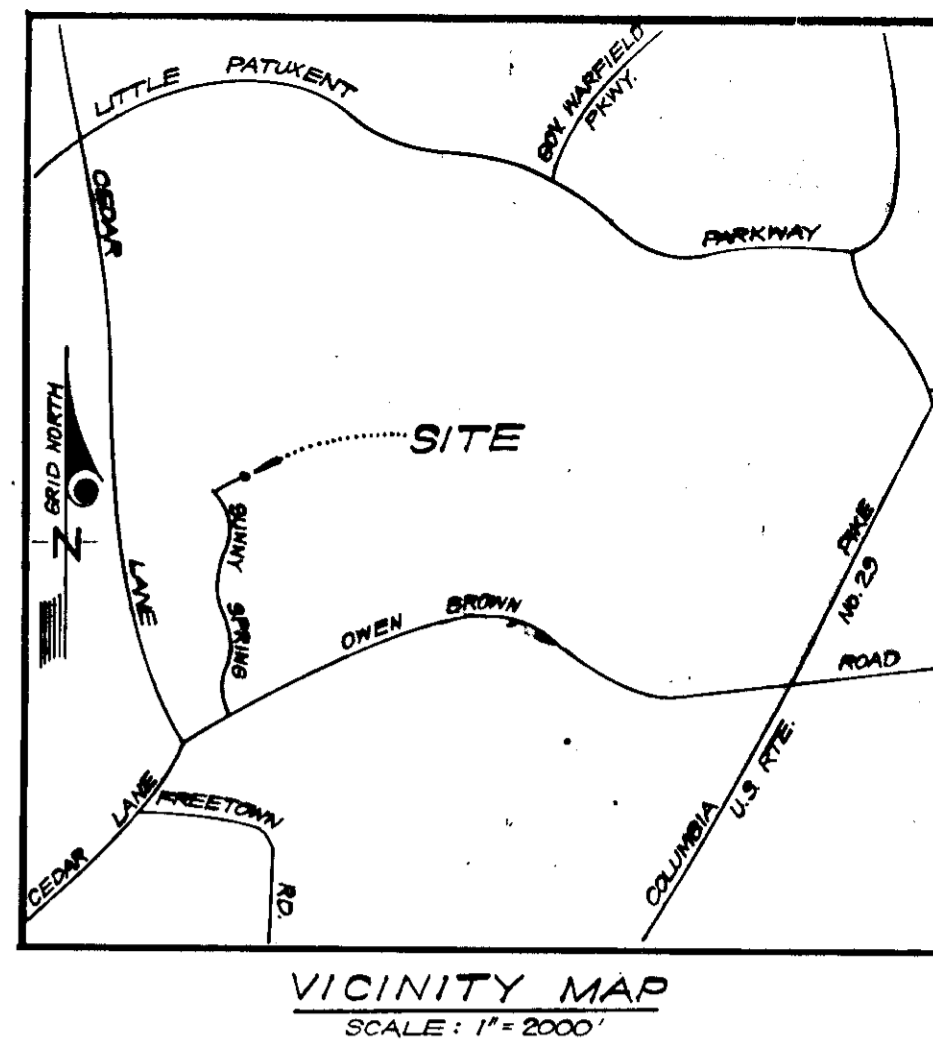 LITTLE PATUXENT PARKWAY
GOV. WARFIELD
PKWY.
CEDAR LANE
GRID NORTH
N
SITE
SUNNY SPRING
OWEN BROWN ROAD
COLUMBIA PIKE
U.S. RTE. No. 29
CEDAR LANE
FREETOWN RD.
VICINITY MAP
SCALE: 1" = 2000'